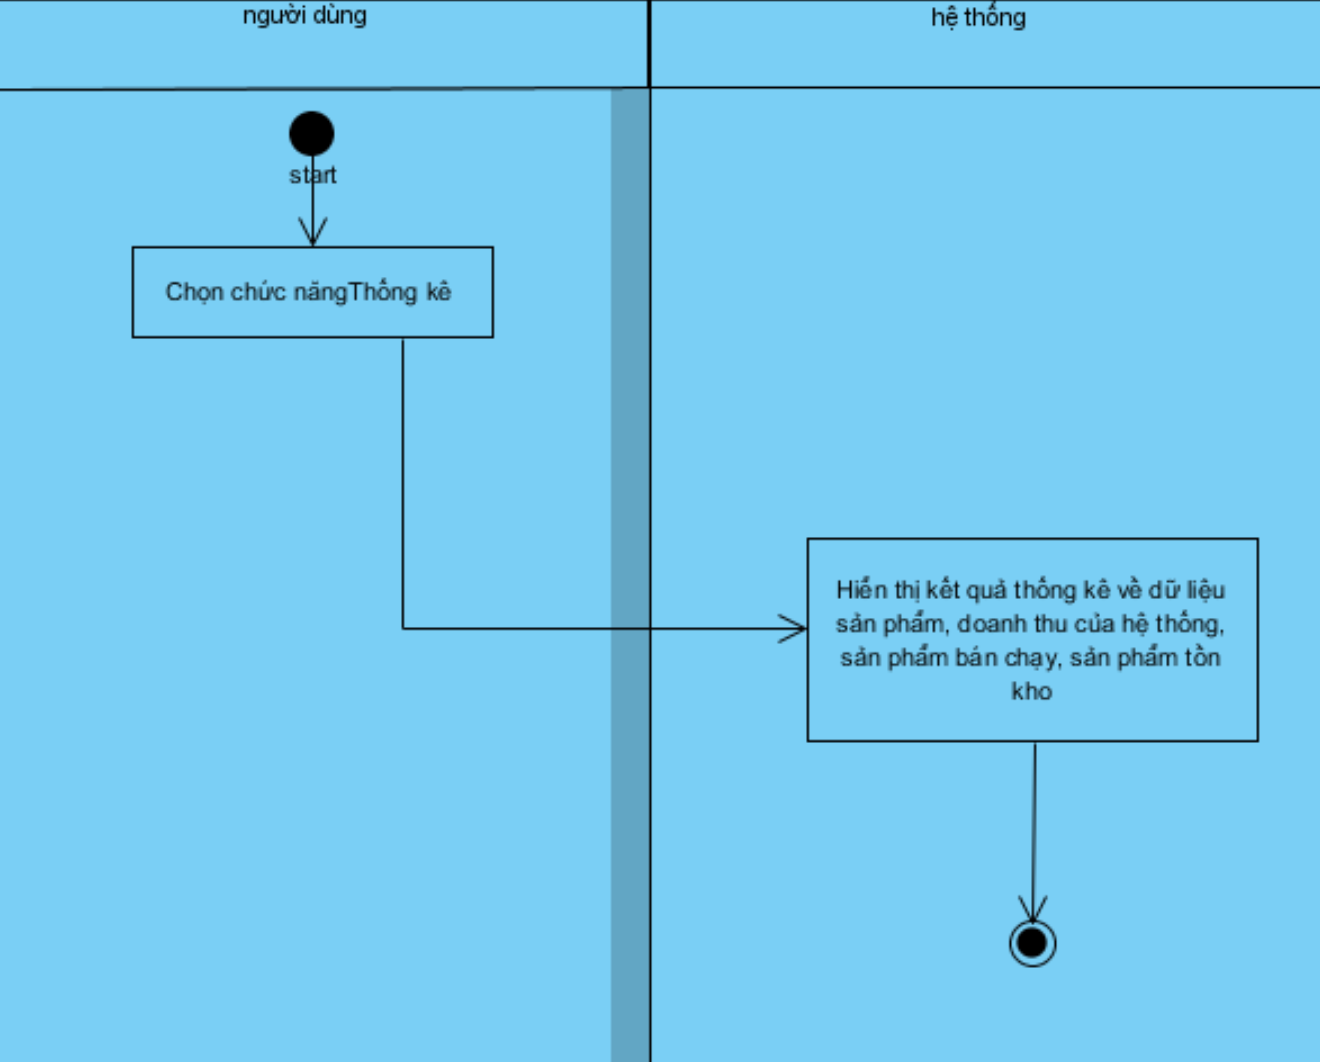 người dùng
hệ thống
start
Chọn chức năngThống kê
Hiển thị kết quả thống kê về dữ liệu
sản phẩm, doanh thu của hệ thống,
sản phẩm bán chạy, sản phẩm tồn
kho